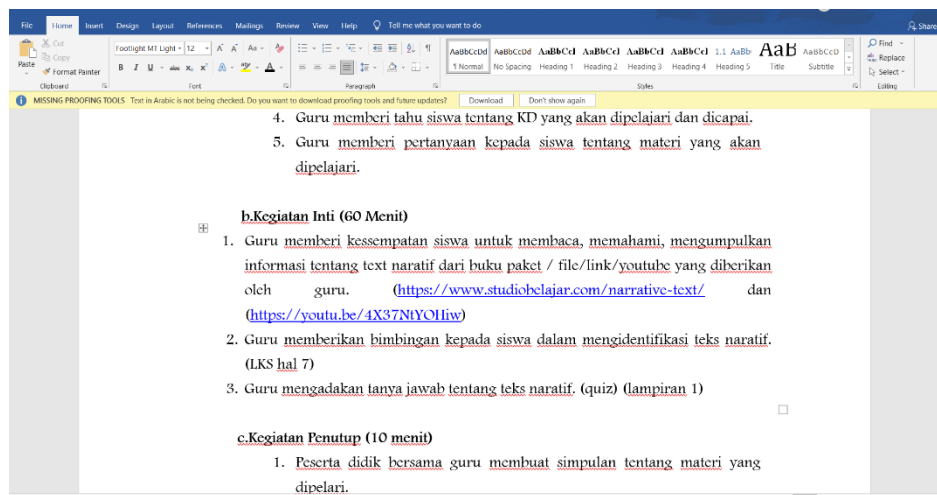 File Home Insert Design Layout References Mailings Review View Help Tell me what you want to do Share
Cut
Copy
Format Painter
Paste
Footlight MT Light 12
Aa
B I U abc x₂ x² A
AaBbCcDd AaBbCcDd AaBbCcI AaBbCcI AaBbCcI AaBbCcI 1.1 AaBb AaB AaBbCcD
1 Normal No Spacing Heading 1 Heading 2 Heading 3 Heading 4 Heading 5 Title Subtitle
Find
Replace
Select
Clipboard Font Paragraph Styles Editing
MISSING PROOFING TOOLS Text in Arabic is not being checked. Do you want to download proofing tools and future updates? Download Don't show again
4. Guru memberi tahu siswa tentang KD yang akan dipelajari dan dicapai.
5. Guru memberi pertanyaan kepada siswa tentang materi yang akan
dipelajari.
b.Kegiatan Inti (60 Menit)
1. Guru memberi kessempatan siswa untuk membaca, memahami, mengumpulkan
informasi tentang text naratif dari buku paket / file/link/youtube yang diberikan
oleh guru. (https://www.studiobelajar.com/narrative-text/ dan
(https://youtu.be/4X37NtYOHiw)
2. Guru memberikan bimbingan kepada siswa dalam mengidentifikasi teks naratif.
(LKS hal 7)
3. Guru mengadakan tanya jawab tentang teks naratif. (quiz) (lampiran 1)
c.Kegiatan Penutup (10 menit)
1. Peserta didik bersama guru membuat simpulan tentang materi yang
dipelari.